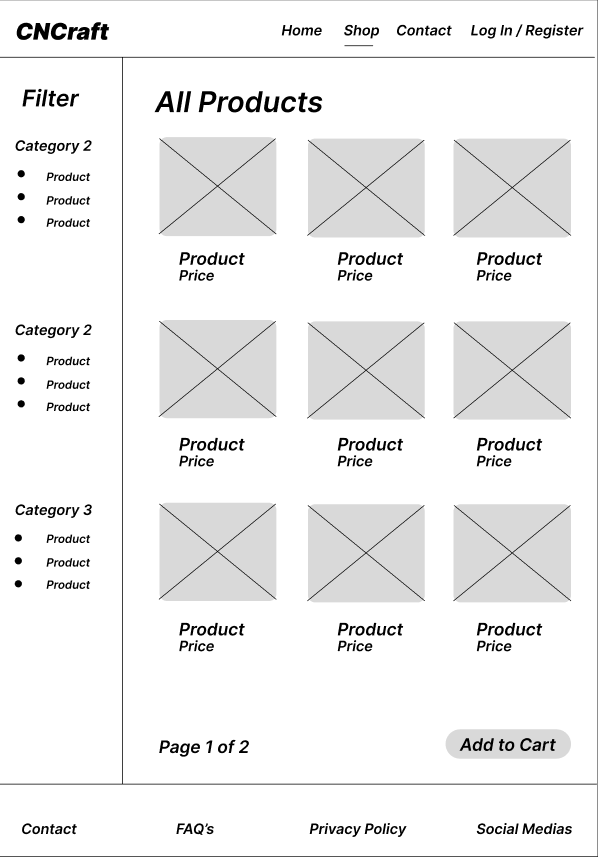 CNCraft
Home Shop Contact Log In / Register
Filter
Category 2
Product
Product
Product
Category 2
Product
Product
Product
Category 3
Product
Product
Product
All Products
Product Product Product
Price Price Price
Product Product Product
Price Price Price
Product Product Product
Price Price Price
Page 1 of 2
Add to Cart
Contact FAQ's Privacy Policy Social Medias